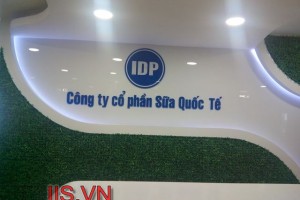 IDP
Công ty cổ phần Sữa Quốc Tế
IIS.VN